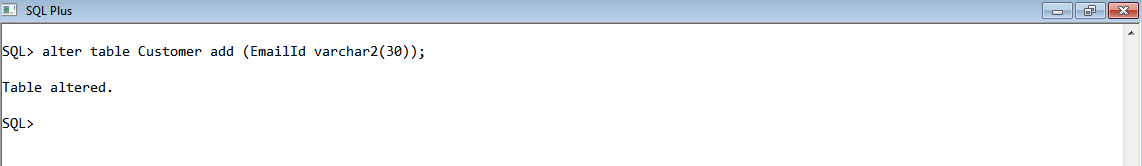 SQL Plus
SQL> alter table Customer add (EmailId varchar2(30));
Table altered.
SQL>